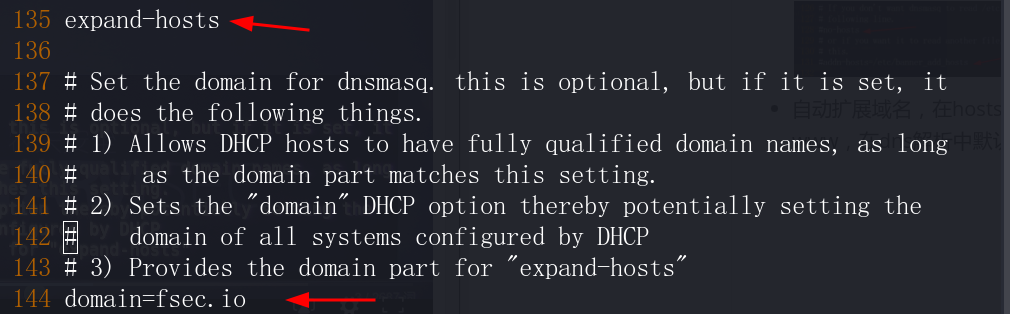 135 expand-hosts
136
137 # Set the domain for dnsmasq. this is optional, but if it is set, it
138 # does the following things.
139 # 1) Allows DHCP hosts to have fully qualified domain names, as long
140 #     as the domain part matches this setting.
141 # 2) Sets the "domain" DHCP option thereby potentially setting the
142 #    domain of all systems configured by DHCP
143 # 3) Provides the domain part for "expand-hosts"
144 domain=fsec.io
自动扩展域名，在hosts